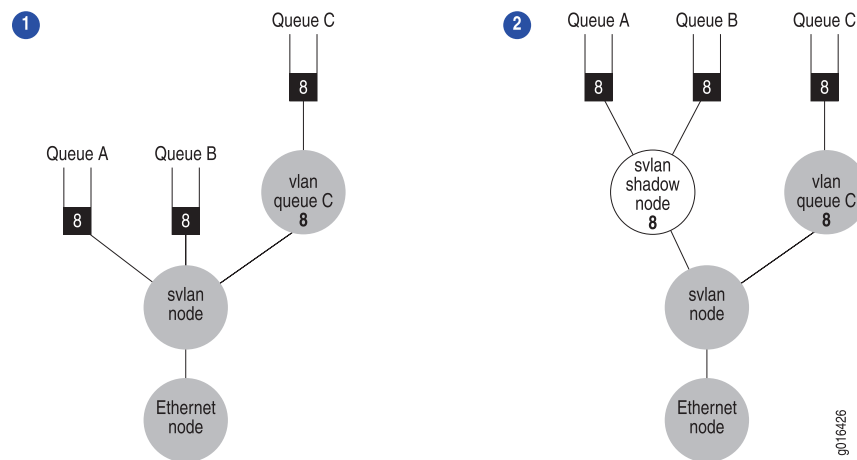 1
Queue C
8
Queue A
Queue B
8
8
vlan
queue C
8
svlan
node
Ethernet
node
2
Queue A
Queue B
Queue C
8
8
8
svlan
shadow
node
8
vlan
queue C
8
svlan
node
Ethernet
node
g016426